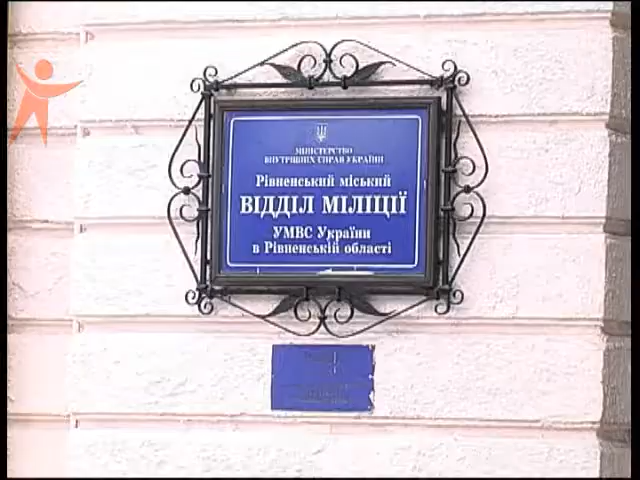 МІНІСТЕРСТВО
ВНУТРІШНІХ СПРАВ УКРАЇНИ
Рівненський міський
ВІДДІЛ МІЛІЦІЇ
УМВС України
в Рівненській області